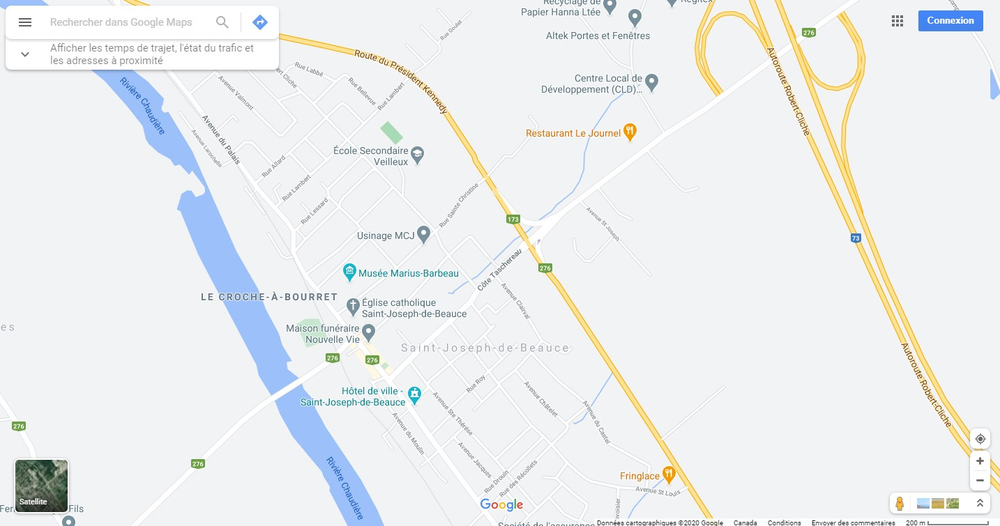 Rechercher dans Google Maps
Afficher les temps de trajet, l'état du trafic et
les adresses à proximité
Connexion
Recyclage de
Papier Hanna Ltée
Altek Portes et Fenêtres
276
Rue Goulet
Route du Président Kennedy
Autoroute Robert-Cliche
Centre Local de
Développement (CLD)...
Rue Labbé
Avenue Valmont
Rue Bellevue
Rue Lambert
Rivière Chaudière
Avenue du Palais
Avenue Larochelle
Restaurant Le Journel
École Secondaire
Veilleux
Rue Allard
Rue Lambert
Rue Lessard
Rue Sainte Christine
173
Avenue St Joseph
Usinage MCJ
73
276
Côte Taschereau
Musée Marius-Barbeau
LE CROCHE-À-BOURRET
Église catholique
Saint-Joseph-de-Beauce
Avenue Clairval
Maison funéraire
Nouvelle Vie
Saint-Joseph-de-Beauce
276
276
Autoroute Robert-Cliche
Rue Roy
Hôtel de ville -
Saint-Joseph-de-Beauce
Avenue Châtelet
Avenue Ste Thérèse
Avenue du Castel
Avenue du Moulin
276
276
Avenue Jacques
Rivière Chaudière
Rue Drouin
Rue des Récollets
Fringlace
Avenue St Louis
Satellite
Fils
Google
Société de l'assurance
Données cartographiques ©2020 Google
Canada
Conditions
Envoyer des commentaires
200 m